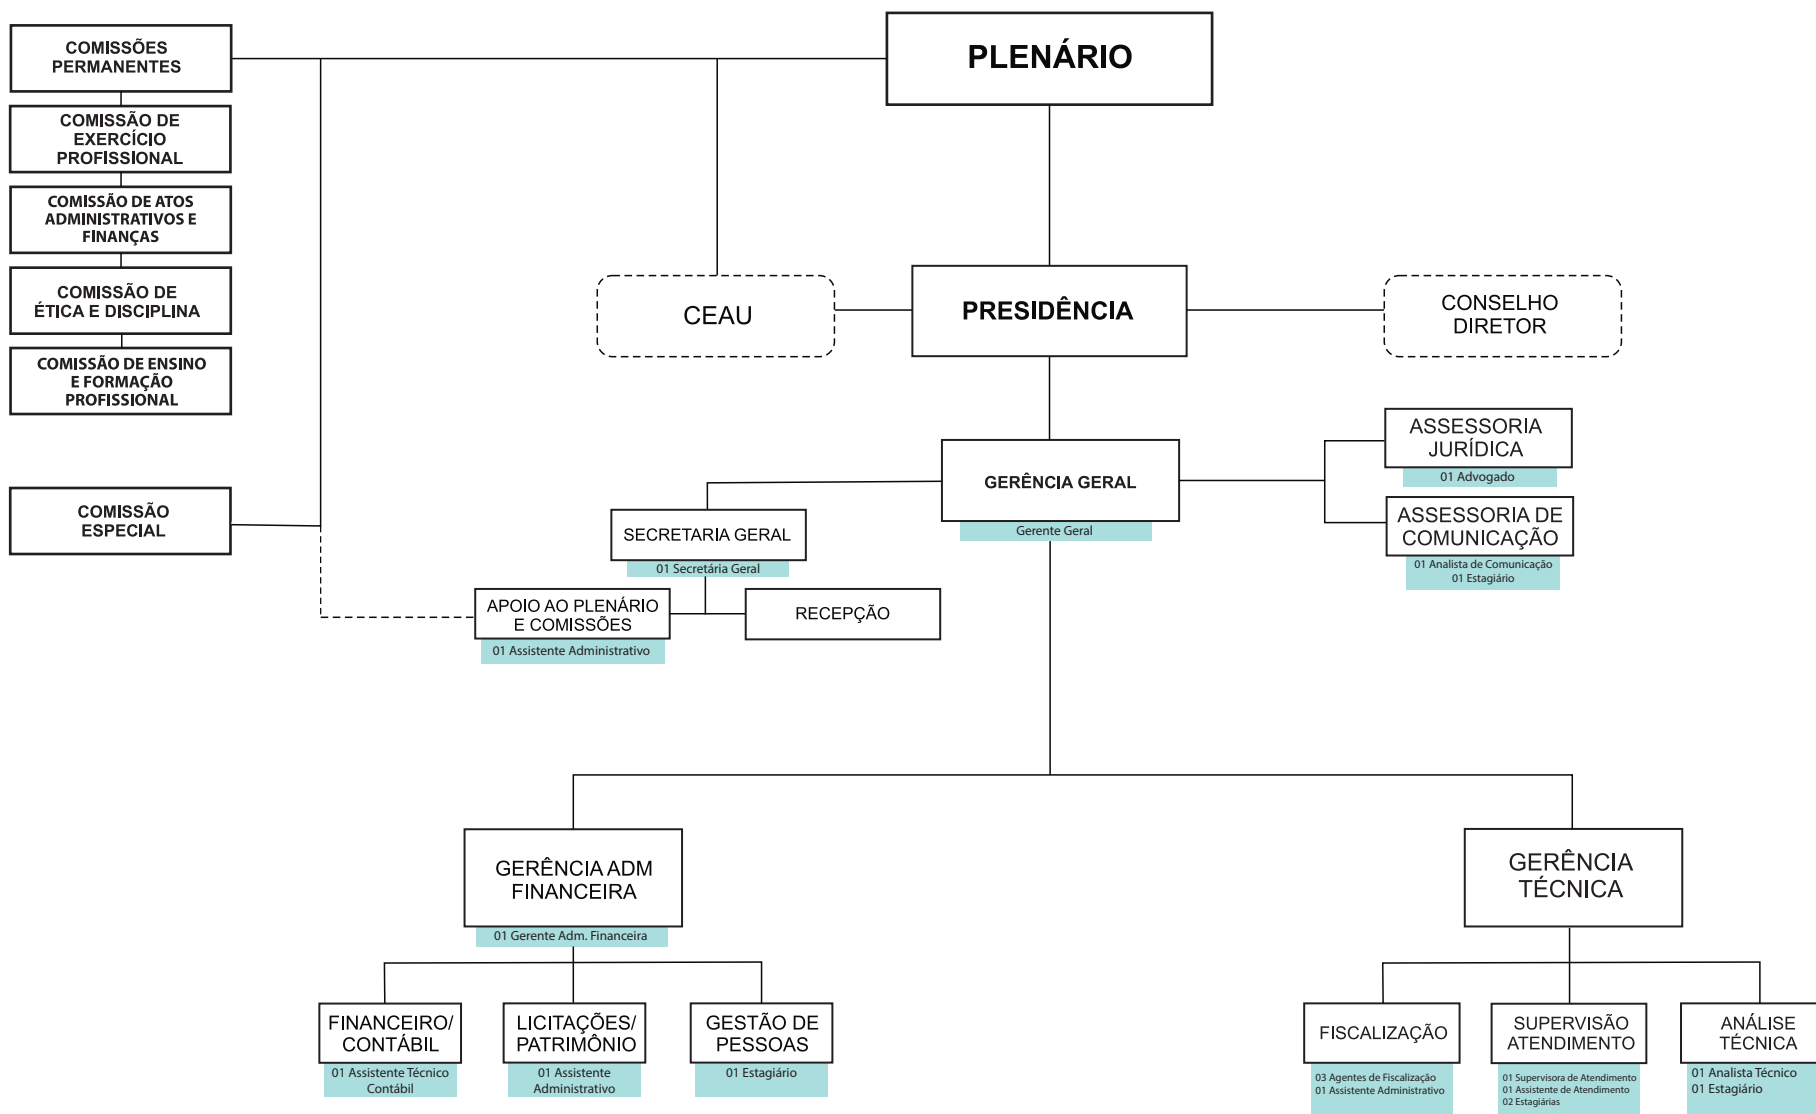 COMISSÕES
PERMANENTES
COMISSÃO DE
EXERCÍCIO
PROFISSIONAL
COMISSÃO DE ATOS
ADMINISTRATIVOS E
FINANÇAS
COMISSÃO DE
ÉTICA E DISCIPLINA
COMISSÃO DE ENSINO
E FORMAÇÃO
PROFISSIONAL
COMISSÃO
ESPECIAL
PLENÁRIO
CEAU
PRESIDÊNCIA
CONSELHO
DIRETOR
GERÊNCIA GERAL
Gerente Geral
ASSESSORIA
JURÍDICA
01 Advogado
ASSESSORIA DE
COMUNICAÇÃO
01 Analista de Comunicação
01 Estagiário
SECRETARIA GERAL
01 Secretária Geral
APOIO AO PLENÁRIO
E COMISSÕES
01 Assistente Administrativo
RECEPÇÃO
GERÊNCIA ADM
FINANCEIRA
01 Gerente Adm. Financeira
FINANCEIRO/
CONTÁBIL
01 Assistente Técnico
Contábil
LICITAÇÕES/
PATRIMÔNIO
01 Assistente
Administrativo
GESTÃO DE
PESSOAS
01 Estagiário
GERÊNCIA
TÉCNICA
FISCALIZAÇÃO
03 Agentes de Fiscalização
01 Assistente Administrativo
SUPERVISÃO
ATENDIMENTO
01 Supervisora de Atendimento
01 Assistente de Atendimento
02 Estagiárias
ANÁLISE
TÉCNICA
01 Analista Técnico
01 Estagiário